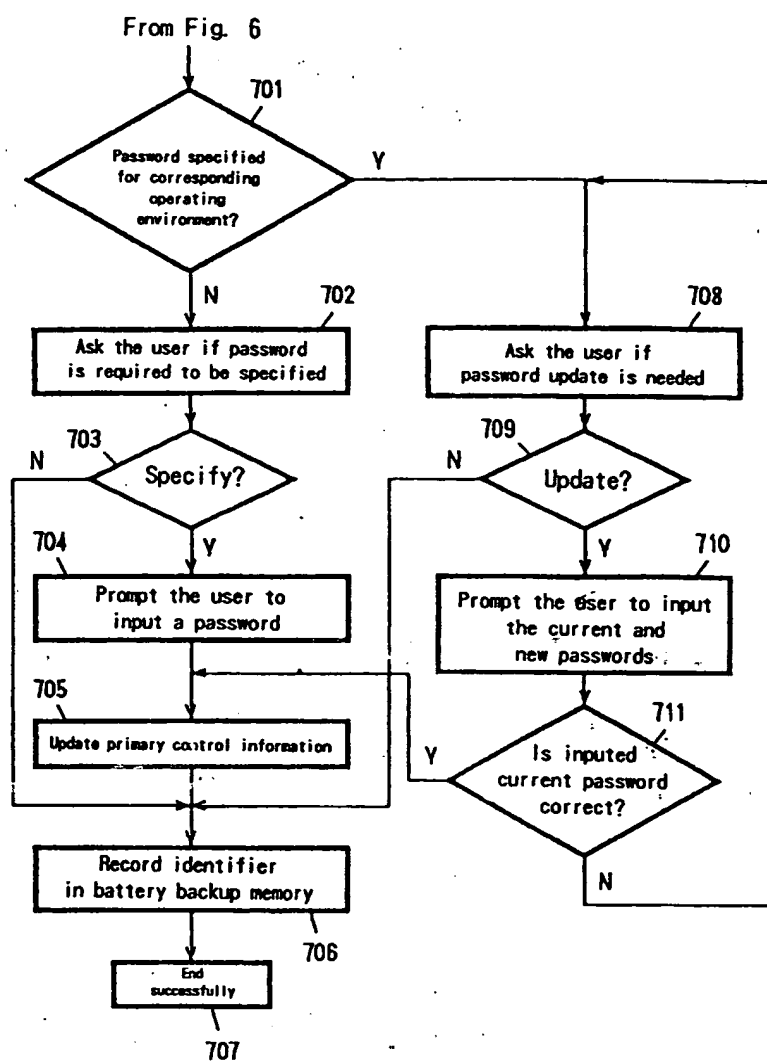 From Fig. 6
701
Password specified
for corresponding
operating
environment?
Y
N
702
Ask the user if password
is required to be specified
703
N
Specify?
Y
704
Prompt the user to
input a password
705
Update primary control information
Record identifier
in battery backup memory
706
End
successfully
707
708
Ask the user if
password update is needed
709
N
Update?
Y
710
Prompt the user to input
the current and
new passwords
711
Y
Is inputed
current password
correct?
N